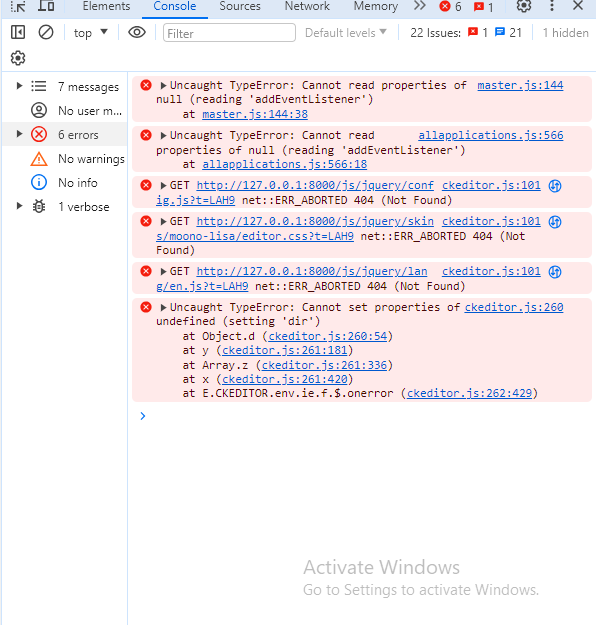 Elements Console Sources Network Memory 6 1
top Filter Default levels 22 Issues: 1 21 1 hidden
7 messages
No user m...
6 errors
No warnings
No info
1 verbose
Uncaught TypeError: Cannot read properties of master.js:144
null (reading 'addEventListener')
at master.js:144:38
Uncaught TypeError: Cannot read allapplications.js:566
properties of null (reading 'addEventListener')
at allapplications.js:566:18
GET http://127.0.0.1:8000/js/jquery/conf ckeditor.js:101
ig.js?t=LAH9 net::ERR_ABORTED 404 (Not Found)
GET http://127.0.0.1:8000/js/jquery/skin ckeditor.js:101
s/moono-lisa/editor.css?t=LAH9 net::ERR_ABORTED 404 (Not
Found)
GET http://127.0.0.1:8000/js/jquery/lan ckeditor.js:101
g/en.js?t=LAH9 net::ERR_ABORTED 404 (Not Found)
Uncaught TypeError: Cannot set properties of ckeditor.js:260
undefined (setting 'dir')
at Object.d (ckeditor.js:260:54)
at y (ckeditor.js:261:181)
at Array.z (ckeditor.js:261:336)
at x (ckeditor.js:261:420)
at E.CKEDITOR.env.ie.f.$.onerror (ckeditor.js:262:429)
Activate Windows
Go to Settings to activate Windows.